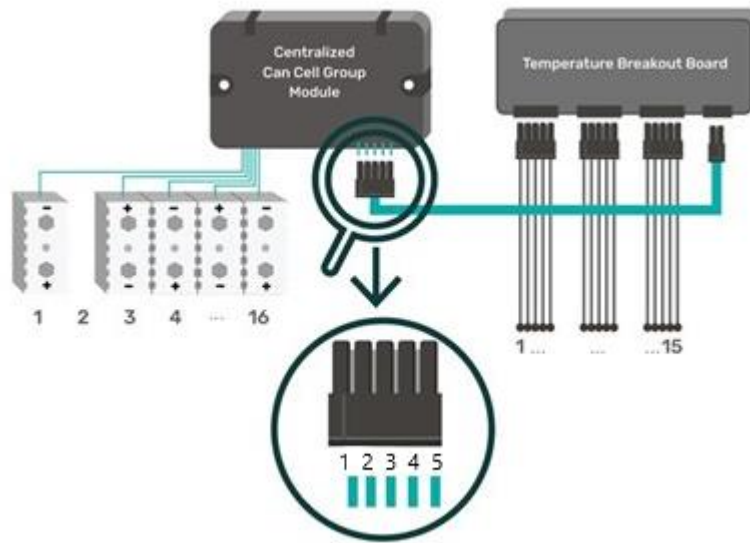 Centralized
Can Cell Group
Module
Temperature Breakout Board
- + - + -
+ - + - +
1 2 3 4 ... 16
1 ... ... ...15
1 2 3 4 5